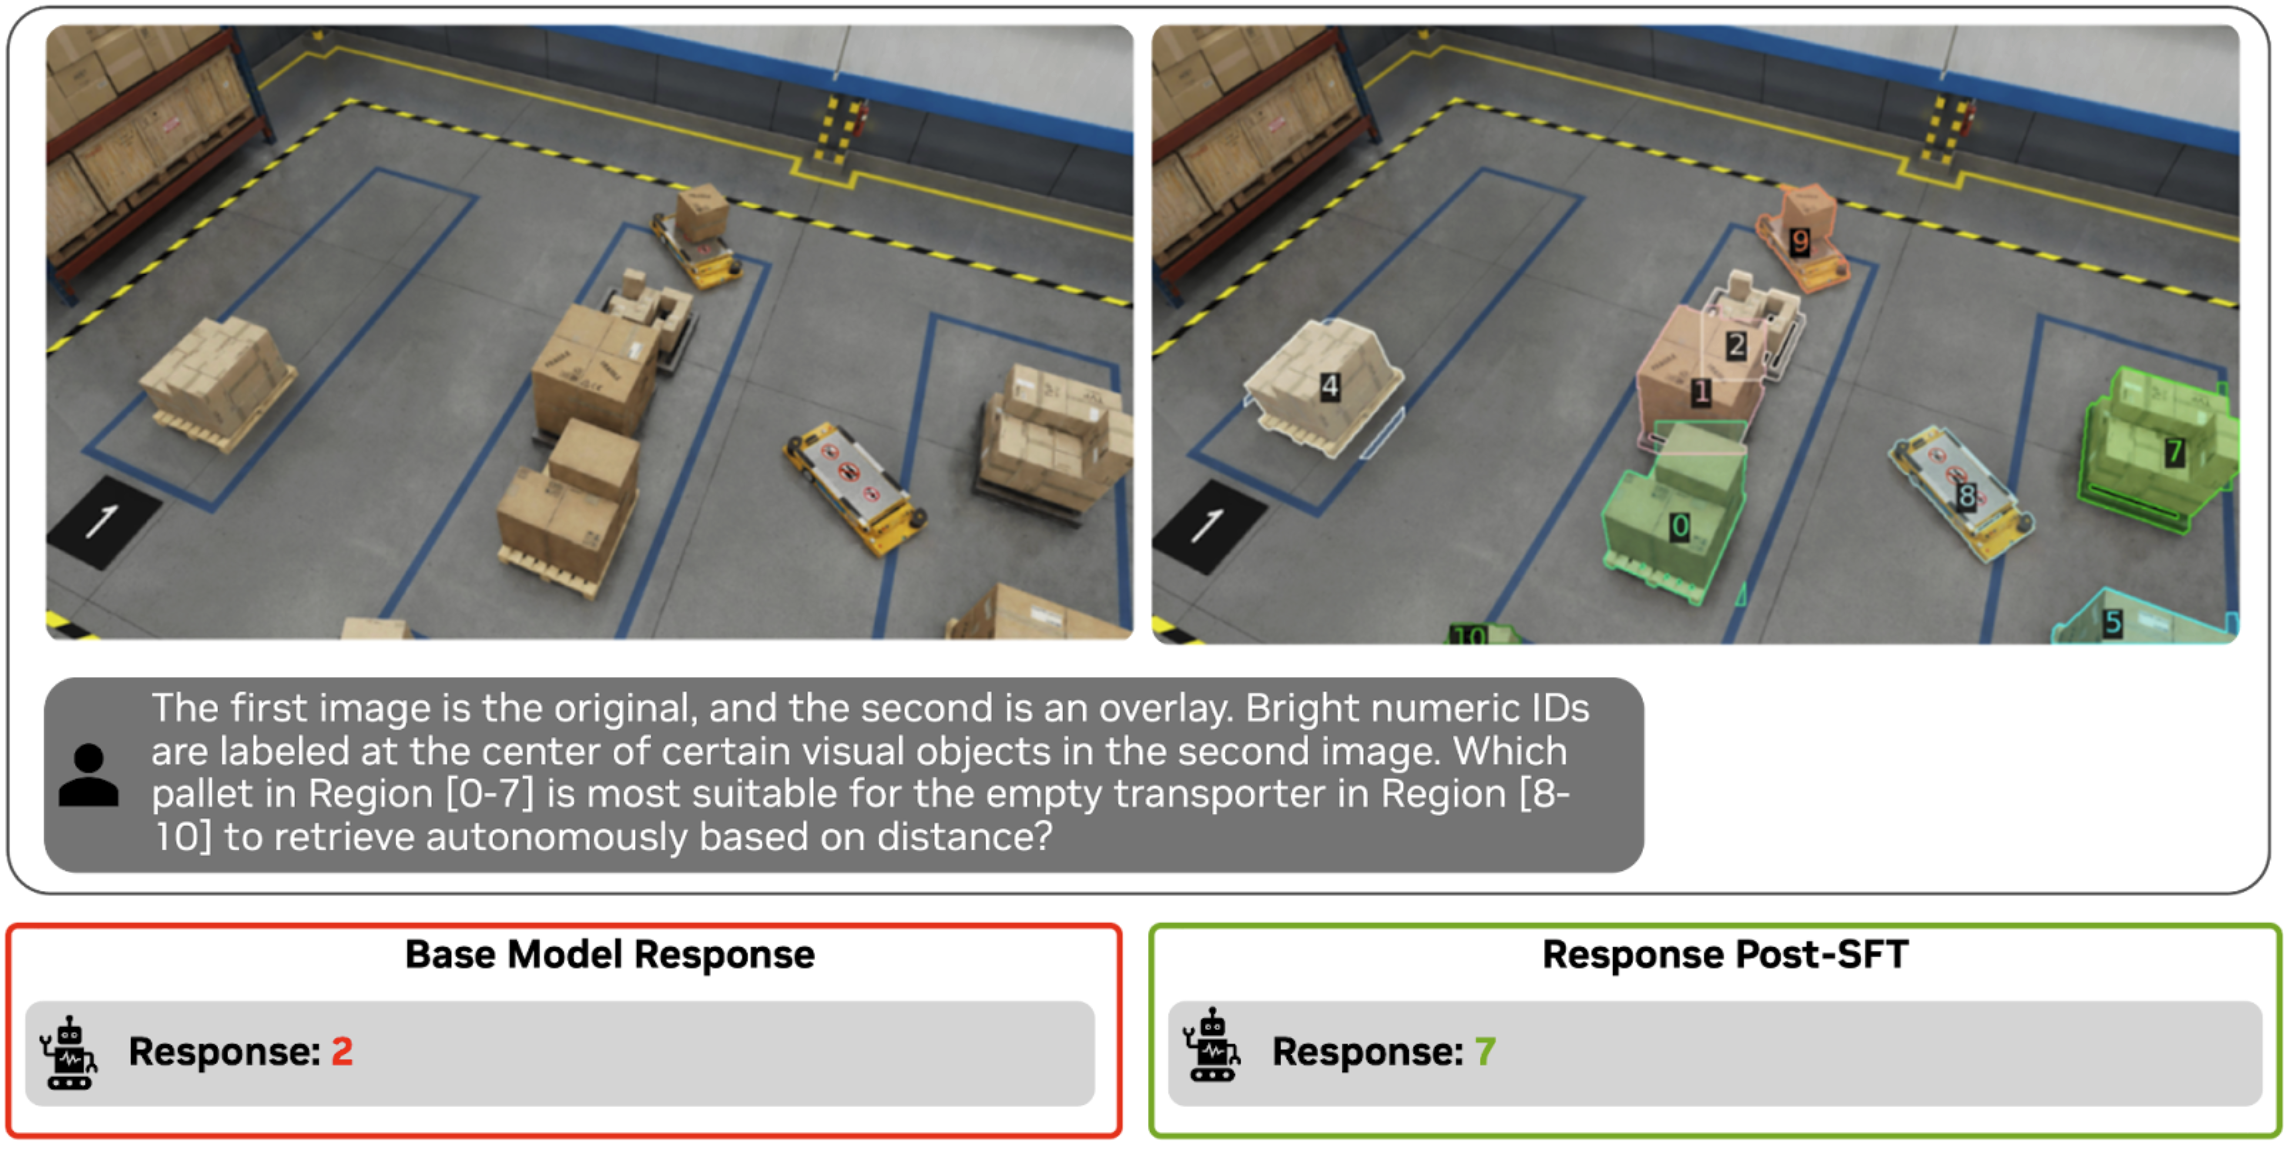 1
4
9
2
1
0
8
7
10
5
1
The first image is the original, and the second is an overlay. Bright numeric IDs
are labeled at the center of certain visual objects in the second image. Which
pallet in Region [0-7] is most suitable for the empty transporter in Region [8-
10] to retrieve autonomously based on distance?
Base Model Response
Response: 2
Response Post-SFT
Response: 7